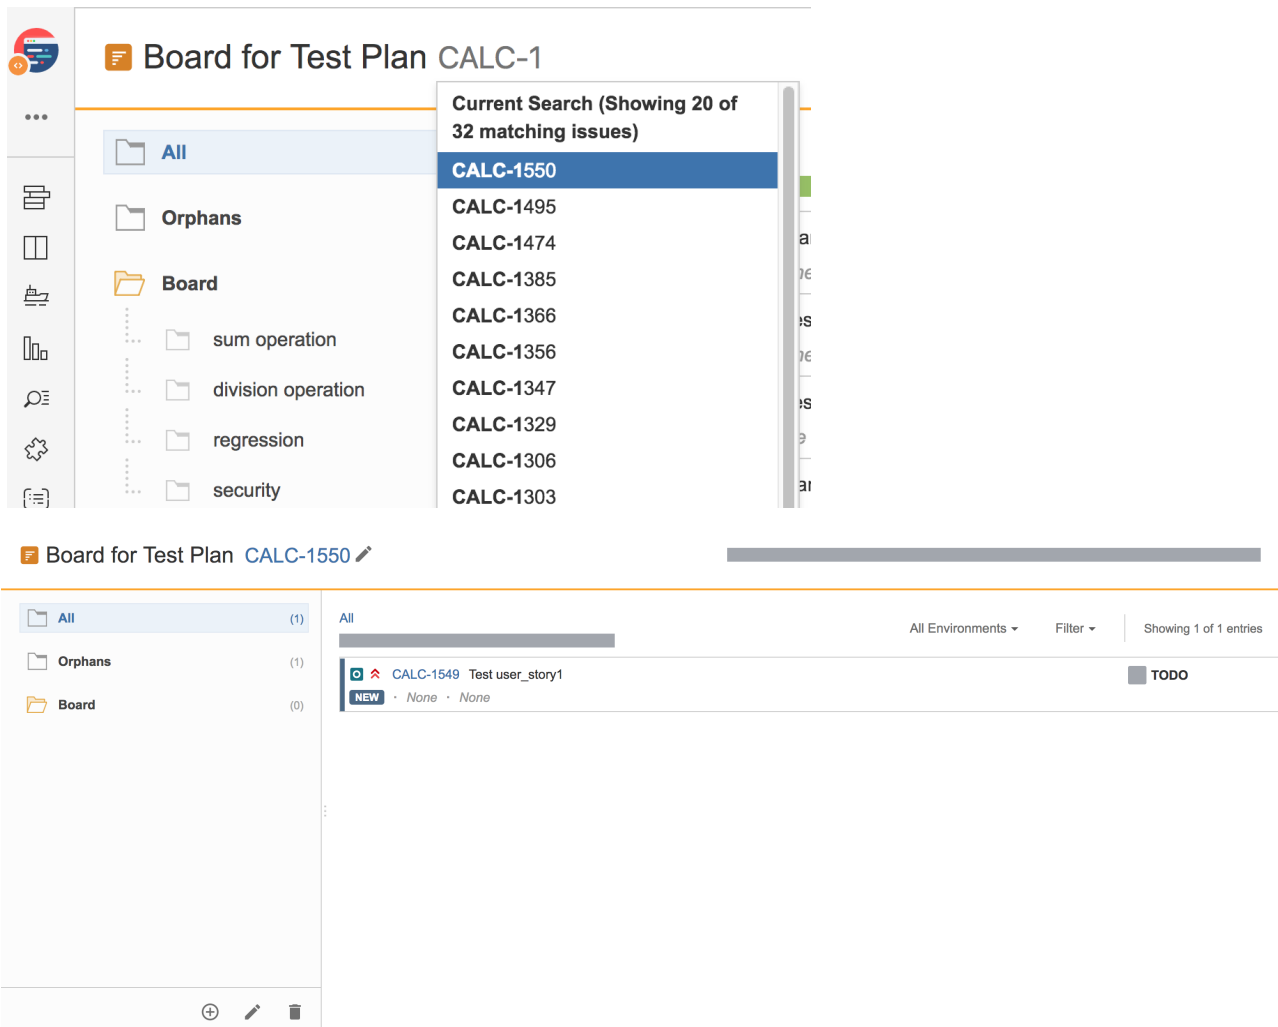 Board for Test Plan CALC-1
Current Search (Showing 20 of
32 matching issues)
All
CALC-1550
Orphans
CALC-1495
CALC-1474
Board
CALC-1385
CALC-1366
sum operation
CALC-1356
division operation
CALC-1347
CALC-1329
regression
CALC-1306
security
CALC-1303
Board for Test Plan CALC-1550
All (1)
Orphans (1)
Board (0)
All
All Environments Filter Showing 1 of 1 entries
CALC-1549 Test user_story1 TODO
NEW · None · None